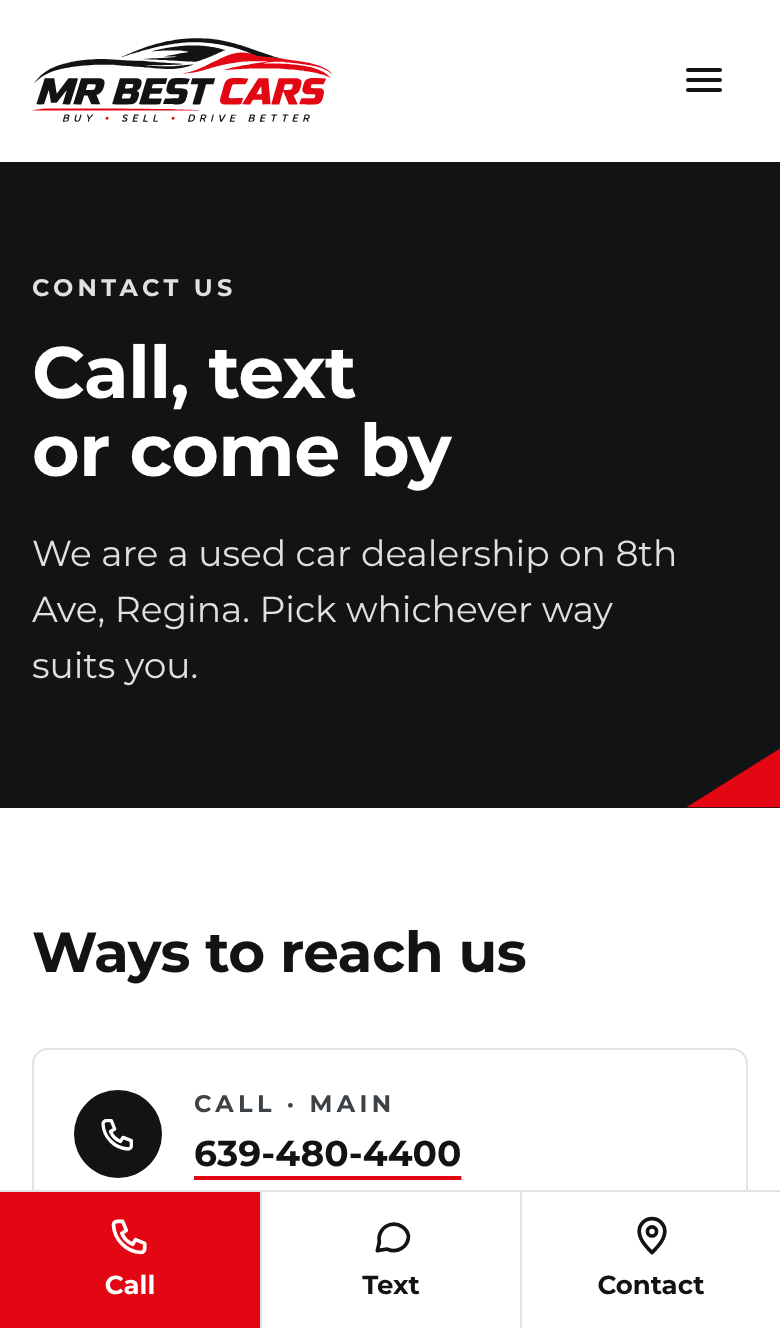 MR BEST CARS
BUY • SELL • DRIVE BETTER
CONTACT US
Call, text
or come by
We are a used car dealership on 8th
Ave, Regina. Pick whichever way
suits you.
Ways to reach us
CALL · MAIN
639-480-4400
Call
Text
Contact